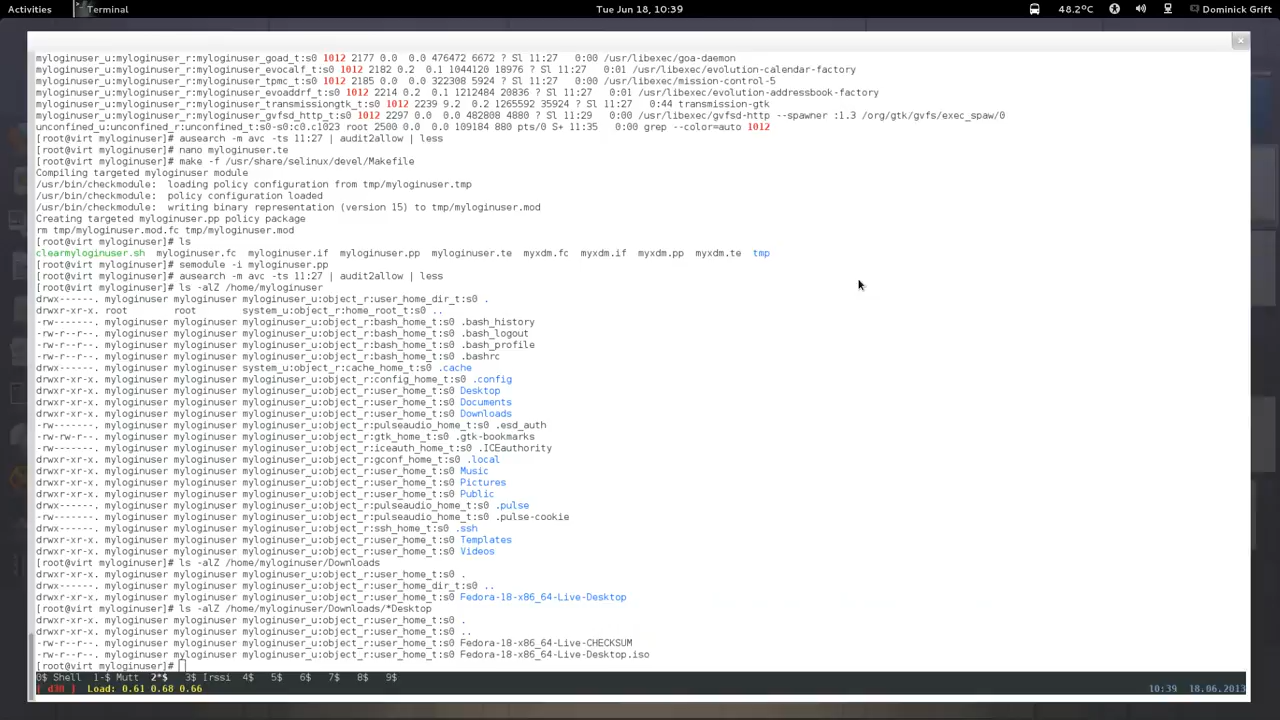 Activities Terminal Tue Jun 18, 10:39 48.2°C Dominick Grift
myloginuser_u:myloginuser_r:myloginuser_goad_t:s0 1012 2177 0.0  0.0 476472 6672 ? Sl 11:27   0:00 /usr/libexec/goa-daemon
myloginuser_u:myloginuser_r:myloginuser_evocalf_t:s0 1012 2182 0.2  0.1 1044120 18976 ? Sl 11:27   0:01 /usr/libexec/evolution-calendar-factory
myloginuser_u:myloginuser_r:myloginuser_tpmc_t:s0 1012 2185 0.0  0.0 322308 5924 ? Sl 11:27   0:00 /usr/libexec/mission-control-5
myloginuser_u:myloginuser_r:myloginuser_evoaddrf_t:s0 1012 2214 0.2  0.1 1212484 20836 ? Sl 11:27   0:01 /usr/libexec/evolution-addressbook-factory
myloginuser_u:myloginuser_r:myloginuser_transmissiongtk_t:s0 1012 2239 9.2  0.2 1265592 35924 ? Sl 11:27   0:44 transmission-gtk
myloginuser_u:myloginuser_r:myloginuser_gvfsd_http_t:s0 1012 2297 0.0  0.0 482808 4880 ? Sl 11:27   0:00 /usr/libexec/gvfsd-http --spawner :1.3 /org/gtk/gvfs/exec_spaw/0
unconfined_u:unconfined_r:unconfined_t:s0-s0:c0.c1023 root 2500 0.0  0.0 109184 880 pts/0 S+ 11:35   0:00 grep --color=auto 1012
[root@virt myloginuser]# ausearch -m avc -ts 11:27 | audit2allow | less
[root@virt myloginuser]# nano myloginuser.te
[root@virt myloginuser]# make -f /usr/share/selinux/devel/Makefile
Compiling targeted myloginuser module
/usr/bin/checkmodule:  loading policy configuration from tmp/myloginuser.tmp
/usr/bin/checkmodule:  policy configuration loaded
/usr/bin/checkmodule:  writing binary representation (version 15) to tmp/myloginuser.mod
Creating targeted myloginuser.pp policy package
rm tmp/myloginuser.mod.fc tmp/myloginuser.mod
[root@virt myloginuser]# ls
clearmyloginuser.sh  myloginuser.fc  myloginuser.if  myloginuser.pp  myloginuser.te  myxdm.fc  myxdm.if  myxdm.pp  myxdm.te  tmp
[root@virt myloginuser]# semodule -i myloginuser.pp
[root@virt myloginuser]# ausearch -m avc -ts 11:27 | audit2allow | less
[root@virt myloginuser]# ls -alZ /home/myloginuser
drwx------. myloginuser myloginuser myloginuser_u:object_r:user_home_dir_t:s0 .
drwxr-xr-x. root        root        system_u:object_r:home_root_t:s0 ..
-rw-------. myloginuser myloginuser myloginuser_u:object_r:bash_home_t:s0 .bash_history
-rw-r--r--. myloginuser myloginuser myloginuser_u:object_r:bash_home_t:s0 .bash_logout
-rw-r--r--. myloginuser myloginuser myloginuser_u:object_r:bash_home_t:s0 .bash_profile
-rw-r--r--. myloginuser myloginuser myloginuser_u:object_r:bash_home_t:s0 .bashrc
drwx------. myloginuser myloginuser system_u:object_r:cache_home_t:s0 .cache
drwxr-xr-x. myloginuser myloginuser myloginuser_u:object_r:config_home_t:s0 .config
drwxr-xr-x. myloginuser myloginuser myloginuser_u:object_r:user_home_t:s0 Desktop
drwxr-xr-x. myloginuser myloginuser myloginuser_u:object_r:user_home_t:s0 Documents
drwxr-xr-x. myloginuser myloginuser myloginuser_u:object_r:user_home_t:s0 Downloads
-rw-------. myloginuser myloginuser myloginuser_u:object_r:pulseaudio_home_t:s0 .esd_auth
-rw-rw-r--. myloginuser myloginuser myloginuser_u:object_r:gtk_home_t:s0 .gtk-bookmarks
-rw-------. myloginuser myloginuser myloginuser_u:object_r:iceauth_home_t:s0 .ICEauthority
drwxr-xr-x. myloginuser myloginuser myloginuser_u:object_r:gconf_home_t:s0 .local
drwxr-xr-x. myloginuser myloginuser myloginuser_u:object_r:user_home_t:s0 Music
drwxr-xr-x. myloginuser myloginuser myloginuser_u:object_r:user_home_t:s0 Pictures
drwxr-xr-x. myloginuser myloginuser myloginuser_u:object_r:user_home_t:s0 Public
drwx------. myloginuser myloginuser myloginuser_u:object_r:pulseaudio_home_t:s0 .pulse
-rw-------. myloginuser myloginuser myloginuser_u:object_r:pulseaudio_home_t:s0 .pulse-cookie
drwx------. myloginuser myloginuser myloginuser_u:object_r:ssh_home_t:s0 .ssh
drwxr-xr-x. myloginuser myloginuser myloginuser_u:object_r:user_home_t:s0 Templates
drwxr-xr-x. myloginuser myloginuser myloginuser_u:object_r:user_home_t:s0 Videos
[root@virt myloginuser]# ls -alZ /home/myloginuser/Downloads
drwxr-xr-x. myloginuser myloginuser myloginuser_u:object_r:user_home_t:s0 .
drwx------. myloginuser myloginuser myloginuser_u:object_r:user_home_dir_t:s0 ..
drwxr-xr-x. myloginuser myloginuser myloginuser_u:object_r:user_home_t:s0 Fedora-18-x86_64-Live-Desktop
[root@virt myloginuser]# ls -alZ /home/myloginuser/Downloads/*Desktop
drwxr-xr-x. myloginuser myloginuser myloginuser_u:object_r:user_home_t:s0 .
drwxr-xr-x. myloginuser myloginuser myloginuser_u:object_r:user_home_t:s0 ..
-rw-r--r--. myloginuser myloginuser myloginuser_u:object_r:user_home_t:s0 Fedora-18-x86_64-Live-CHECKSUM
-rw-r--r--. myloginuser myloginuser myloginuser_u:object_r:user_home_t:s0 Fedora-18-x86_64-Live-Desktop.iso
[root@virt myloginuser]#
0$ Shell  1-$ Mutt  2*$  3$ Irssi  4$  5$  6$  7$  8$  9$
[ d30 ]  Load: 0.61 0.68 0.66 10:39  18.06.2013